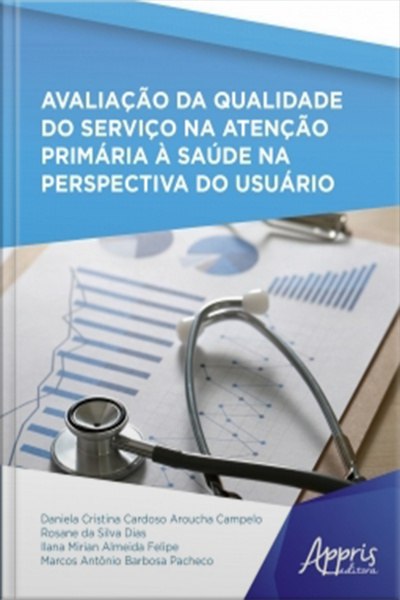 AVALIAÇÃO DA QUALIDADE
DO SERVIÇO NA ATENÇÃO
PRIMÁRIA À SAÚDE NA
PERSPECTIVA DO USUÁRIO
Daniela Cristina Cardoso Aroucha Campelo
Rosane da Silva Dias
Ilana Mirian Almeida Felipe
Marcos Antônio Barbosa Pacheco
Appris
editora